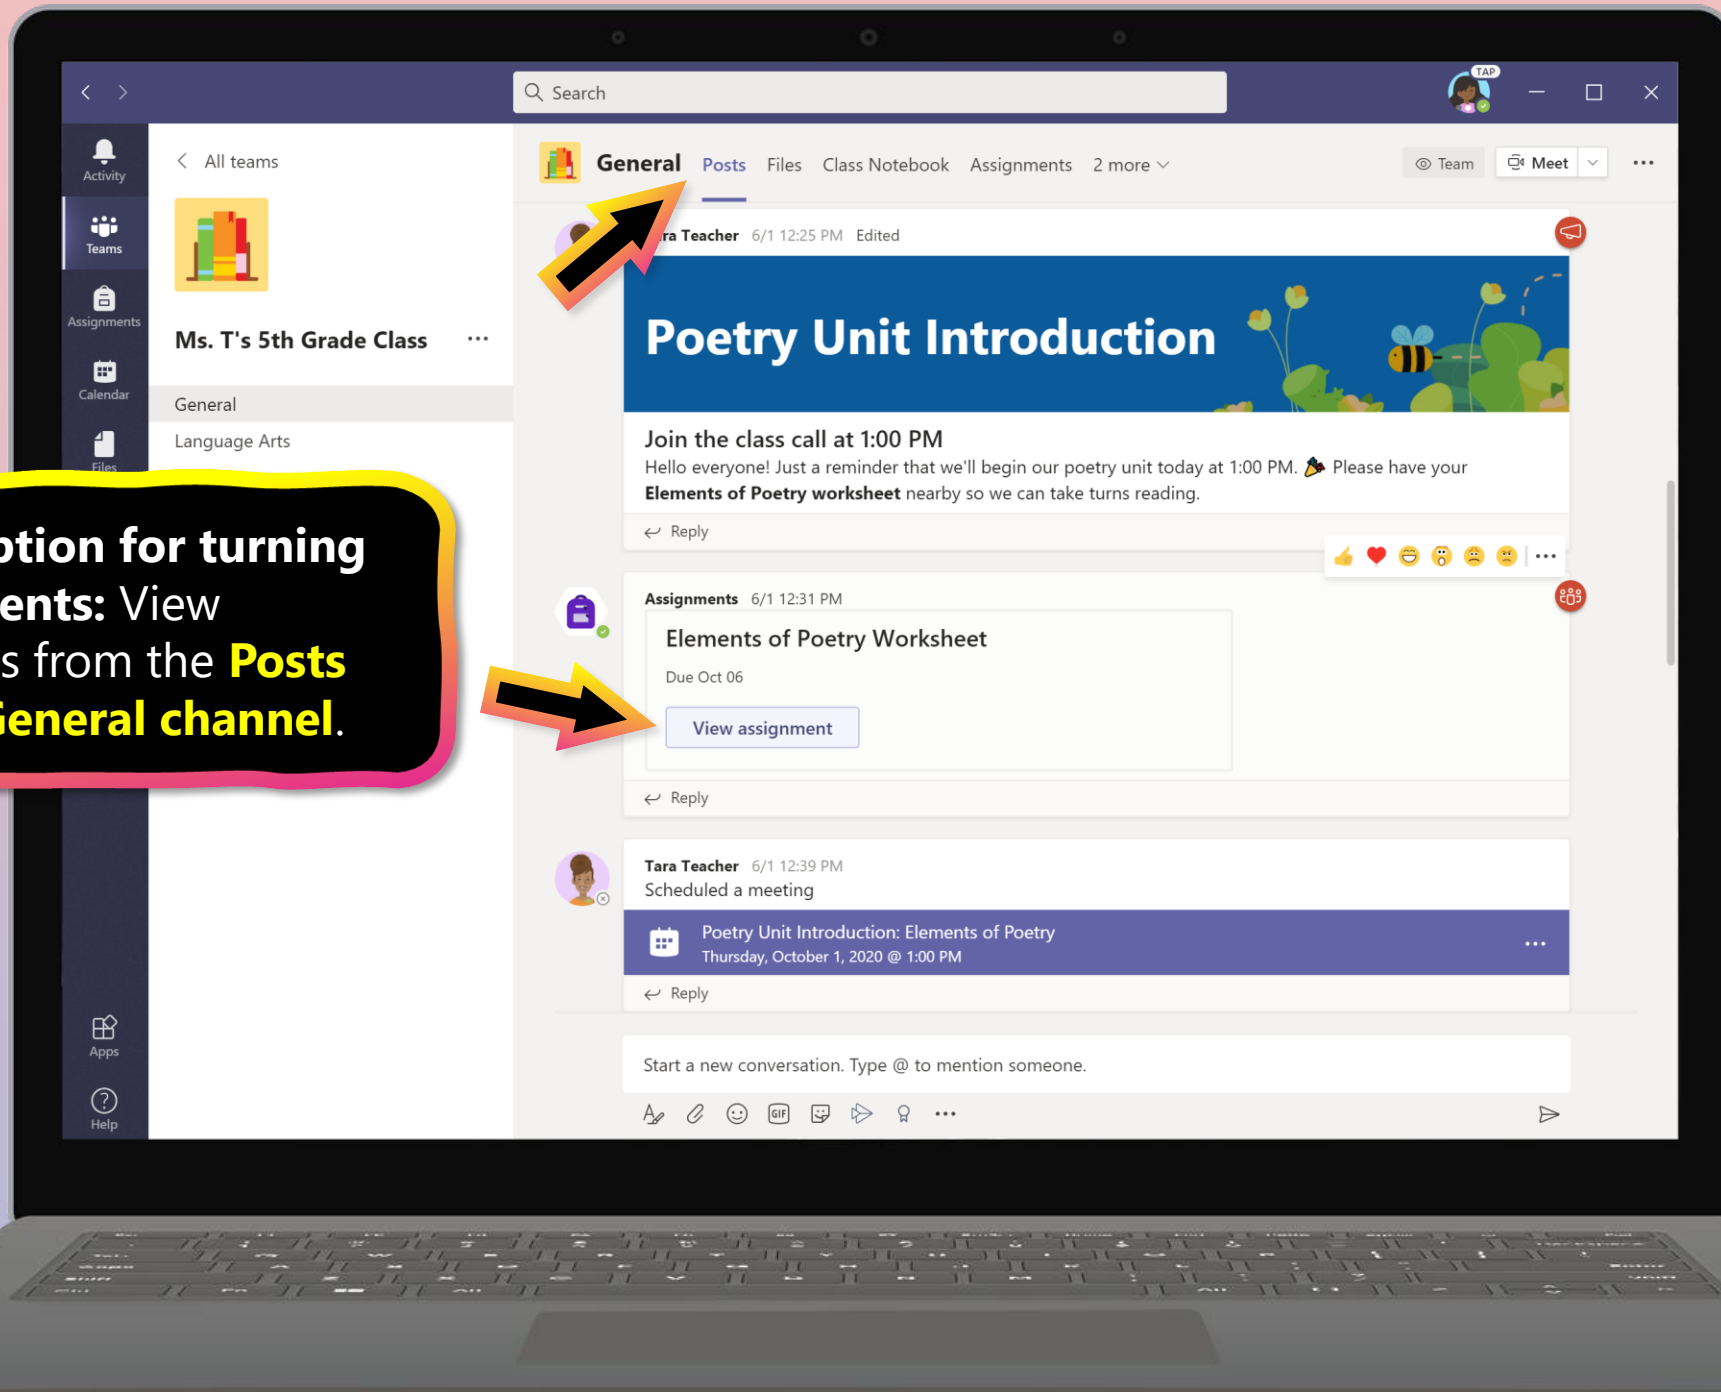 Search
TAP
Activity
Teams
Assignments
Calendar
Files
Apps
Help
All teams
Ms. T's 5th Grade Class
General
Language Arts
General Posts Files Class Notebook Assignments 2 more
Team Meet
Teacher 6/1 12:25 PM Edited
Poetry Unit Introduction
Join the class call at 1:00 PM
Hello everyone! Just a reminder that we'll begin our poetry unit today at 1:00 PM. 🎉 Please have your
Elements of Poetry worksheet nearby so we can take turns reading.
Reply
Assignments 6/1 12:31 PM
Elements of Poetry Worksheet
Due Oct 06
View assignment
Reply
Tara Teacher 6/1 12:39 PM
Scheduled a meeting
Poetry Unit Introduction: Elements of Poetry
Thursday, October 1, 2020 @ 1:00 PM
Reply
Start a new conversation. Type @ to mention someone.
GIF
for turning
View
from the Posts
General channel.